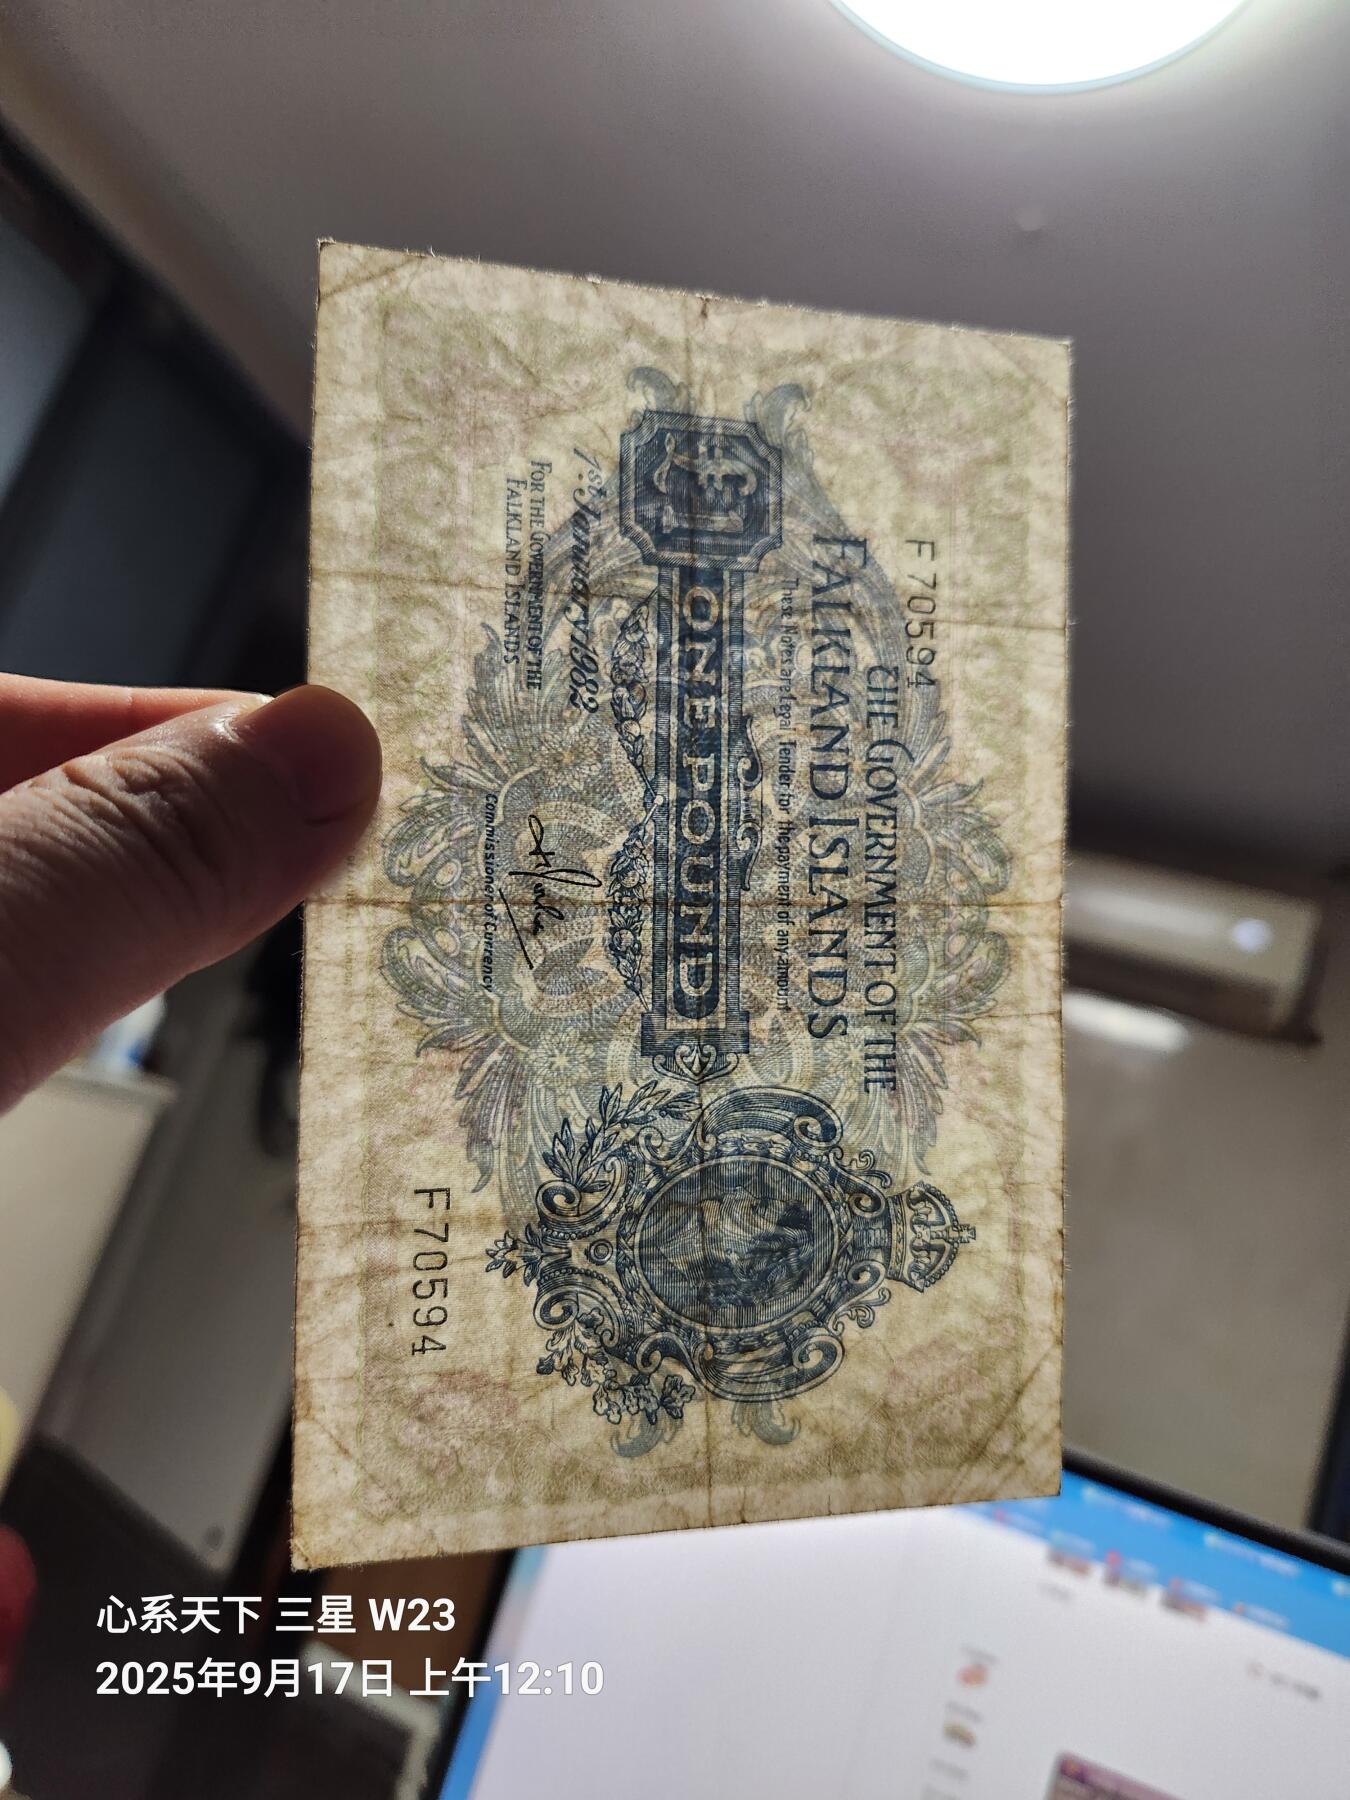 F70594
THE GOVERNMENT OF THE
FALKLAND ISLANDS
These Notes are Legal Tender for the payment of any amount
£1
ONE POUND
1st January 1982
FOR THE GOVERNMENT OF THE
FALKLAND ISLANDS
Commissioner of Currency
F70594
心系天下 三星 W23
2025年9月17日 上午12:10